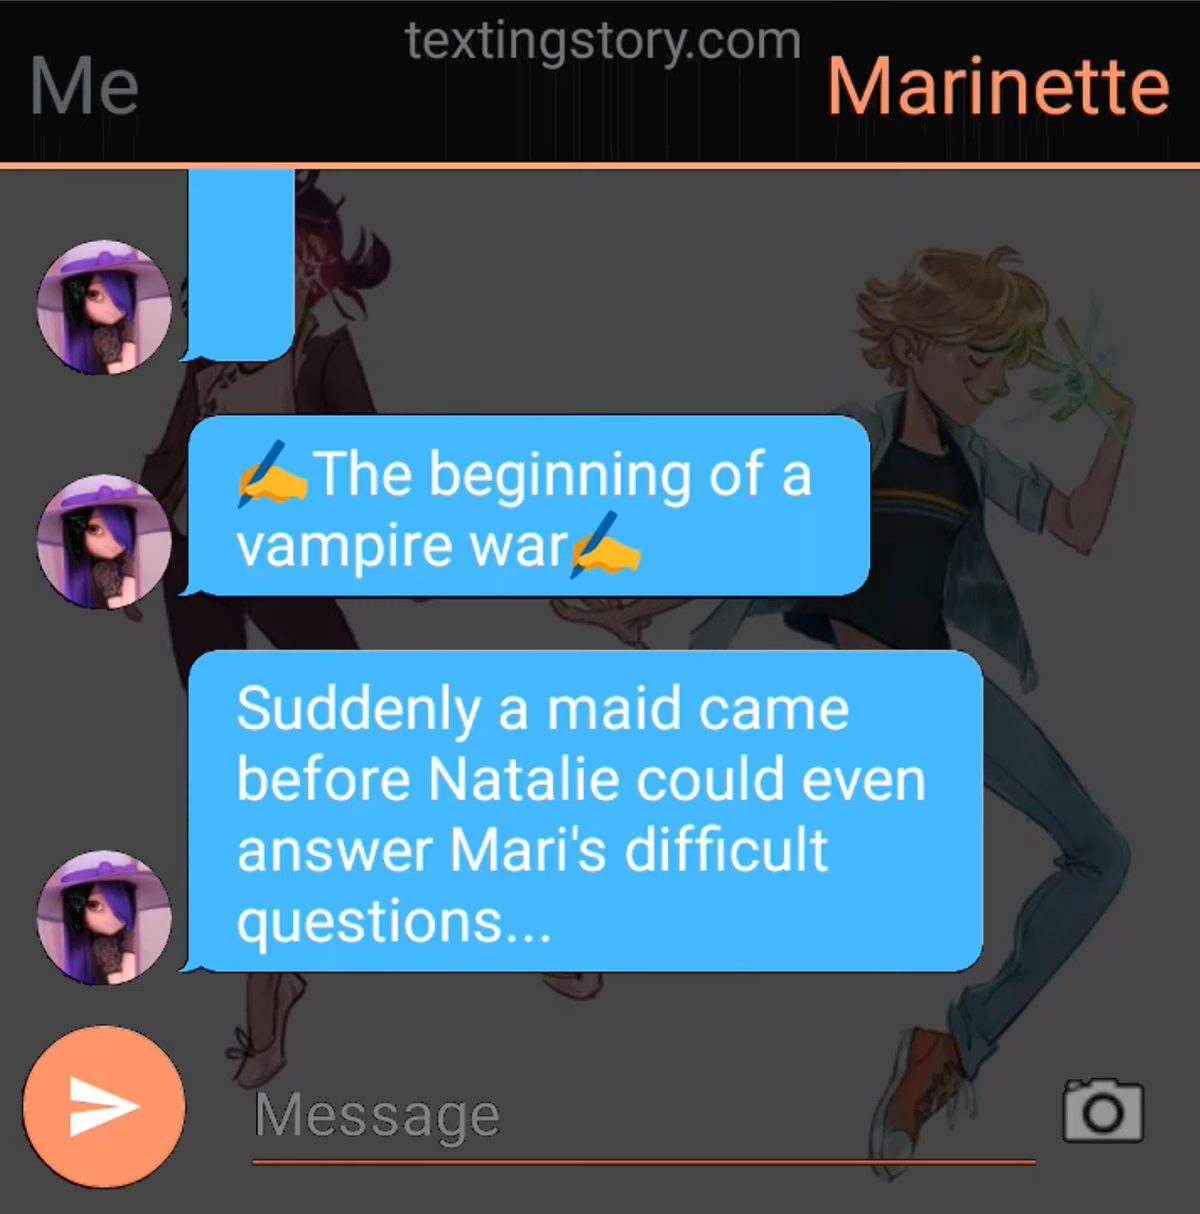 textingstory.com
Me
Marinette
✍The beginning of a
vampire war✍
Suddenly a maid came
before Natalie could even
answer Mari's difficult
questions...
Message